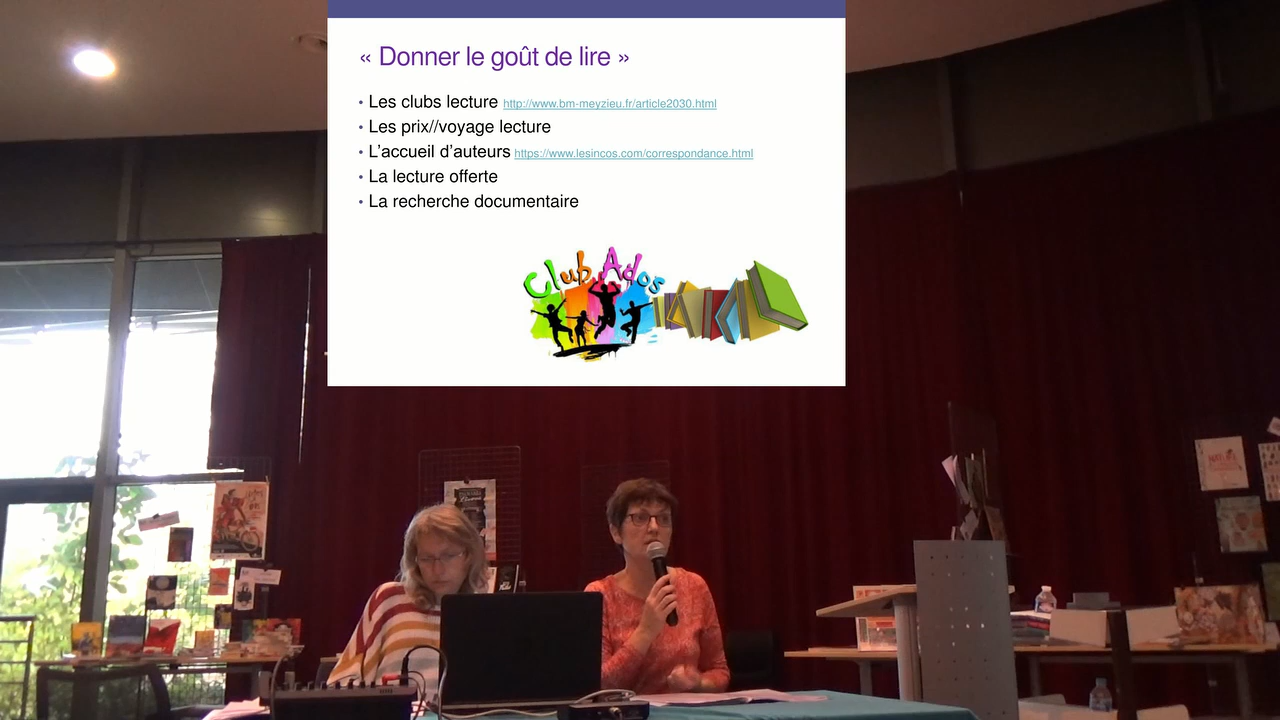 « Donner le goût de lire »
• Les clubs lecture http://www.bm-meyzieu.fr/article2030.html
• Les prix//voyage lecture
• L'accueil d'auteurs https://www.lesincos.com/correspondance.html
• La lecture offerte
• La recherche documentaire
Club Ados